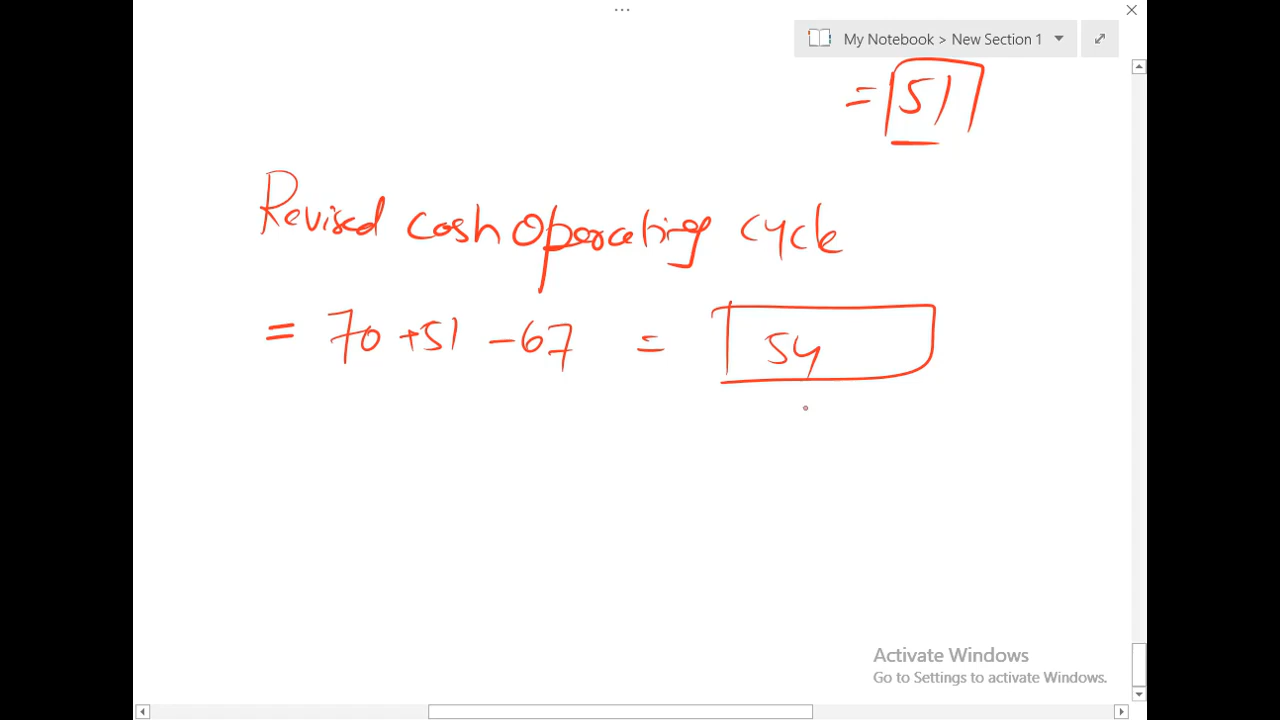 ...
My Notebook > New Section 1
= 51
Revised cash operating cycle
= 70 +51 -67 = 54
Activate Windows
Go to Settings to activate Windows.